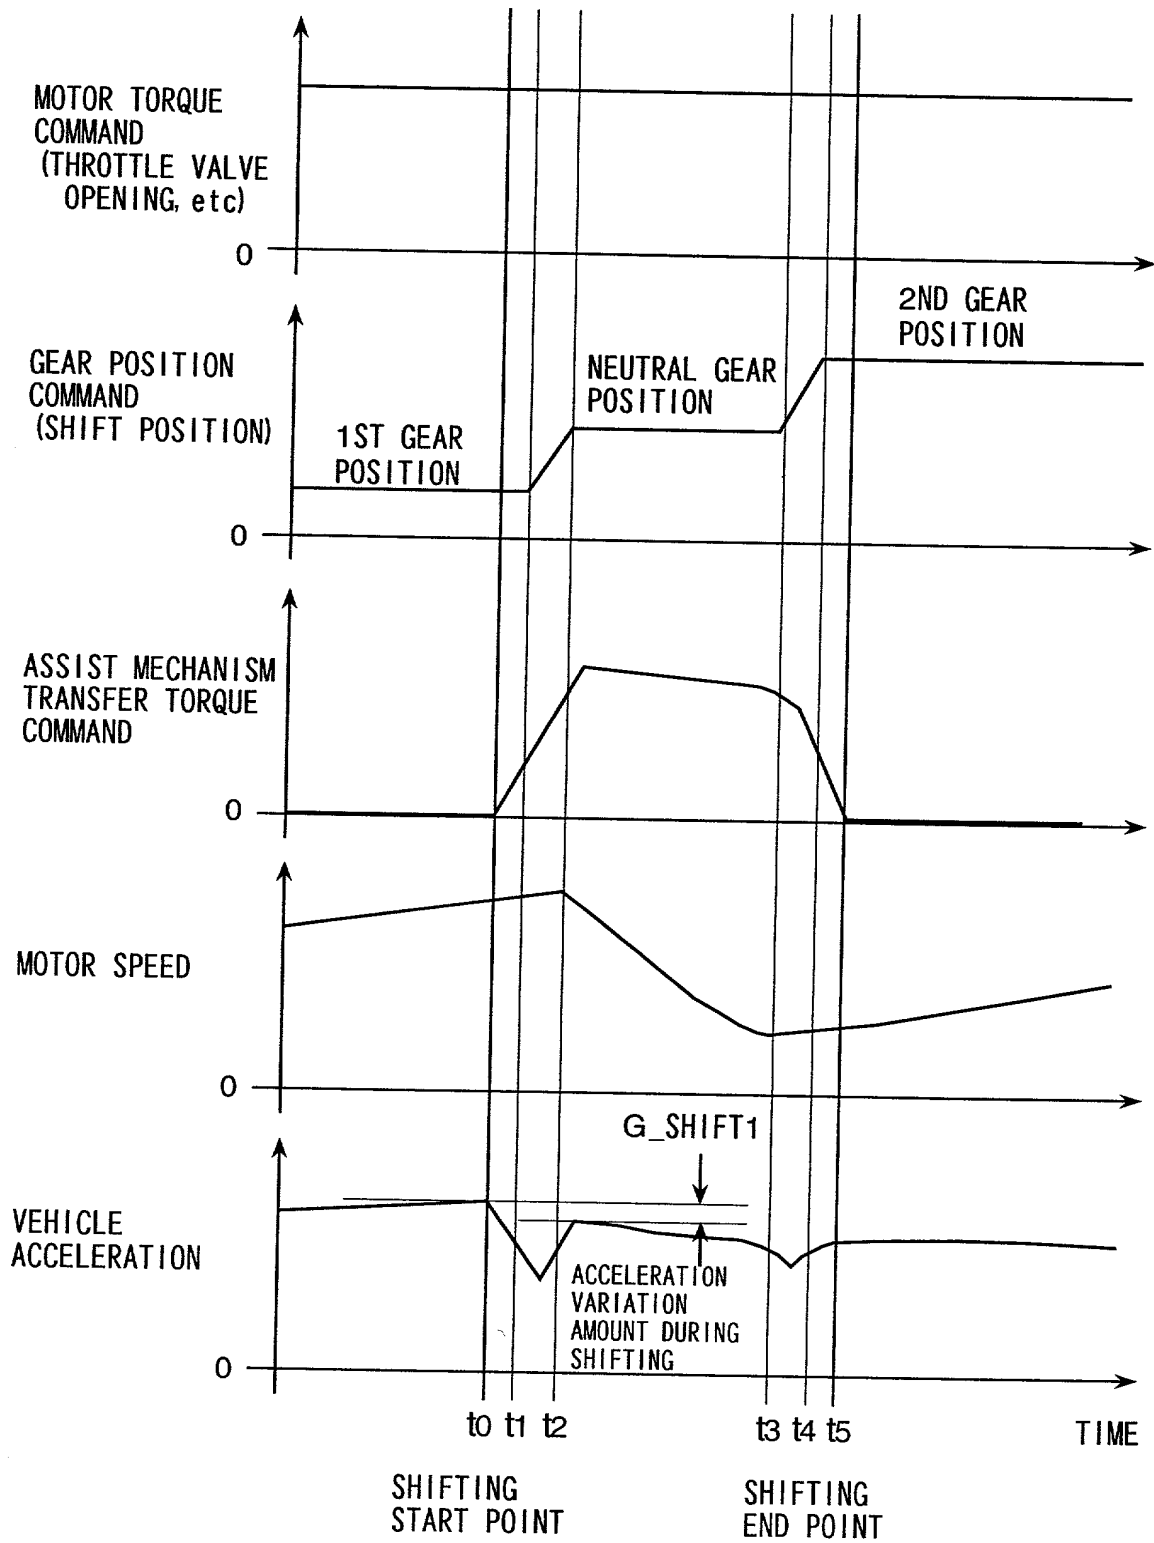 MOTOR TORQUE
COMMAND
(THROTTLE VALVE
OPENING, etc)
0
2ND GEAR
POSITION
GEAR POSITION
COMMAND
(SHIFT POSITION)
NEUTRAL GEAR
POSITION
1ST GEAR
POSITION
0
ASSIST MECHANISM
TRANSFER TORQUE
COMMAND
0
MOTOR SPEED
0
G_SHIFT1
VEHICLE
ACCELERATION
ACCELERATION
VARIATION
AMOUNT DURING
SHIFTING
0
t0 t1 t2 t3 t4 t5 TIME
SHIFTING
START POINT
SHIFTING
END POINT